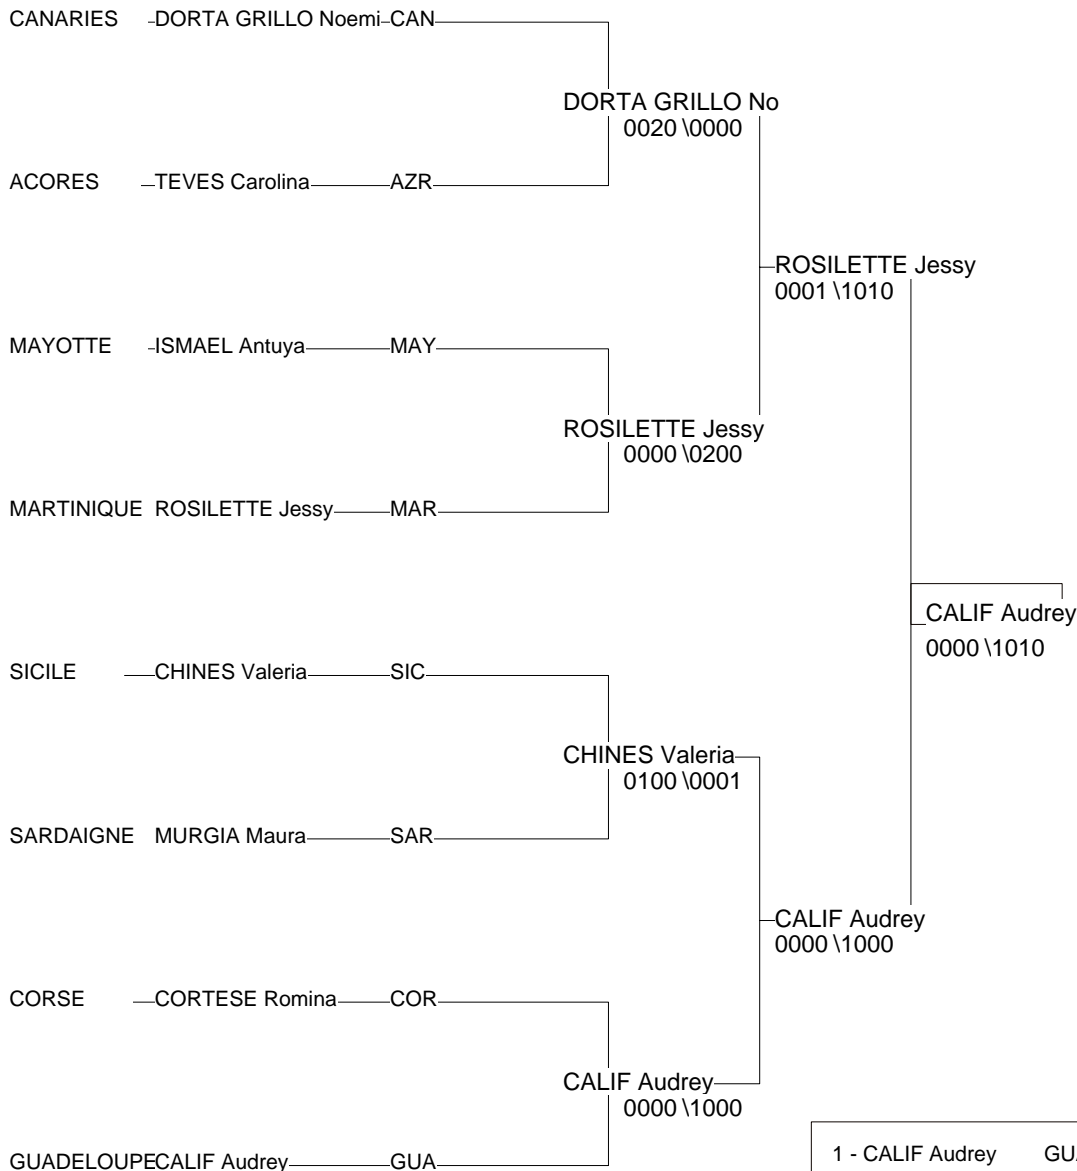 CANARIES DORTA GRILLO Noemi CAN
DORTA GRILLO No
0020 \0000
ACORES TEVES Carolina AZR
ROSILETTE Jessy
0001 \1010
MAYOTTE ISMAEL Antuya MAY
ROSILETTE Jessy
0000 \0200
MARTINIQUE ROSILETTE Jessy MAR
CALIF Audrey
0000 \1010
SICILE CHINES Valeria SIC
CHINES Valeria
0100 \0001
SARDAIGNE MURGIA Maura SAR
CALIF Audrey
0000 \1000
CORSE CORTESE Romina COR
CALIF Audrey
0000 \1000
1 - CALIF Audrey GUA
GUADELOUPE CALIF Audrey GUA